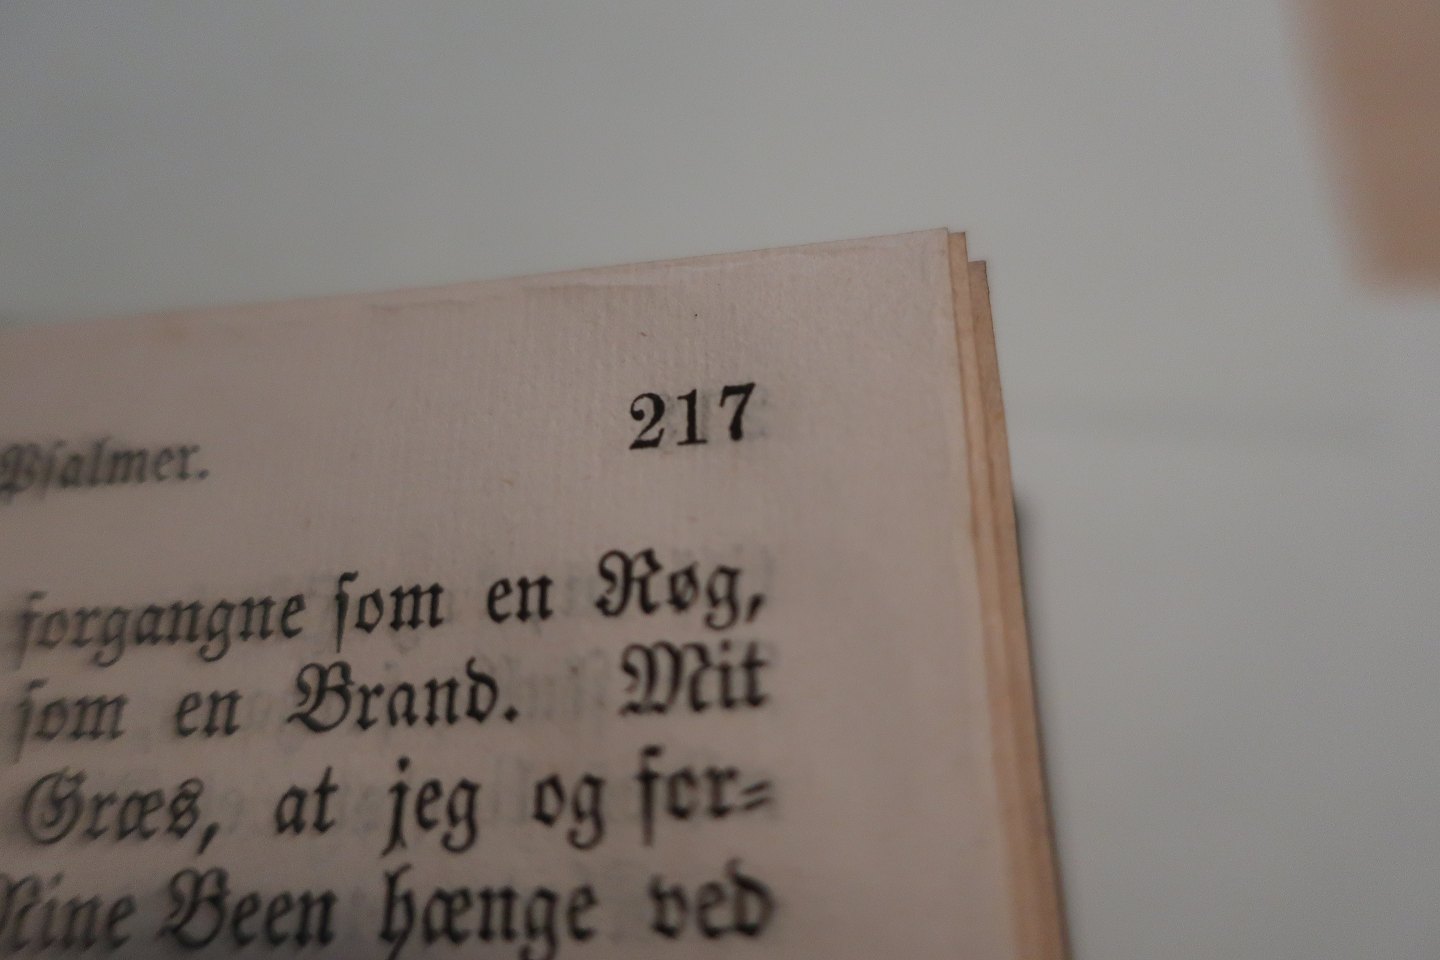 217
Psalmer.
forgangne som en Røg,
som en Brand. Mit
Græs, at jeg og for=
Mine Been hænge ved